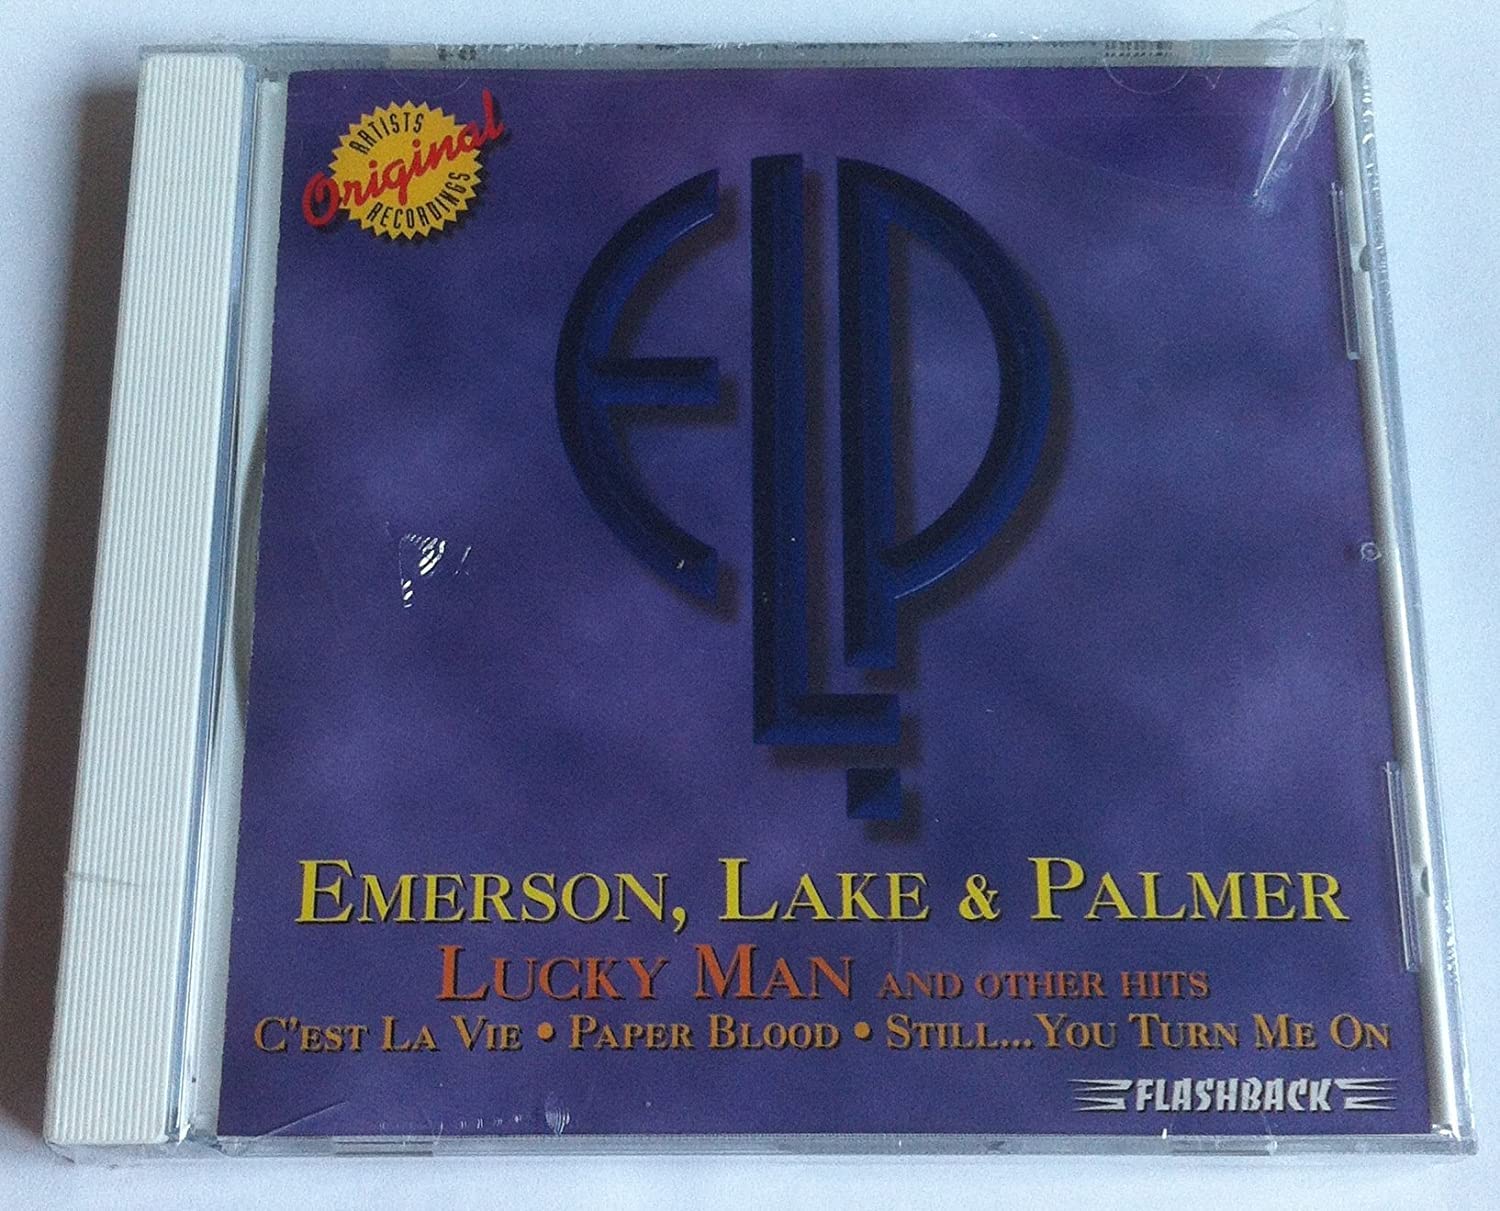 ARTISTS
Original
RECORDINGS
ELP
EMERSON, LAKE & PALMER
LUCKY MAN AND OTHER HITS
C'EST LA VIE • PAPER BLOOD • STILL...YOU TURN ME ON
FLASHBACK